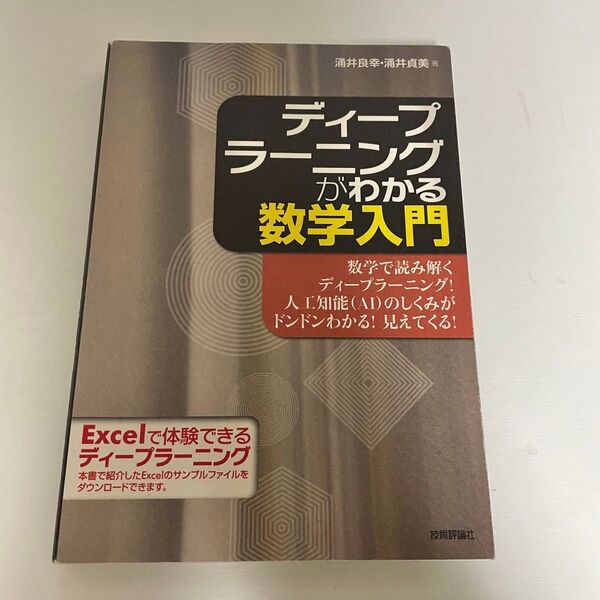 涌井良幸・涌井貞美 著
ディープ
ラーニング
がわかる
数学入門
数学で読み解く
ディープラーニング!
人工知能(AI)のしくみが
ドンドンわかる! 見えてくる!
Excelで体験できる
ディープラーニング
本書で紹介したExcelのサンプルファイルを
ダウンロードできます。
技術評論社